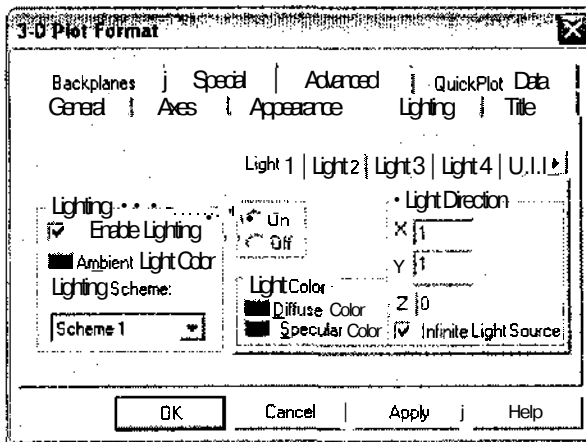 3-D Plot Format
Backplanes Special Advanced QuickPlot Data
General Axes Appearance Lighting Title
Light 1 Light 2 Light 3 Light 4
Lighting
Enable Lighting
Ambient Light Color
Lighting Scheme:
Scheme 1
On
Off
Light Color
Diffuse Color
Specular Color
Light Direction
X 1
Y 1
Z 0
Infinite Light Source
OK Cancel Apply Help